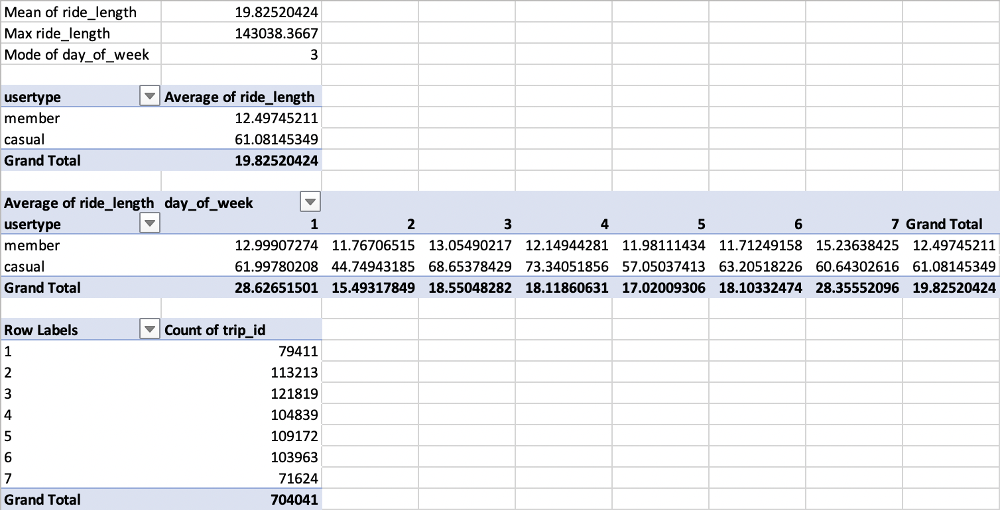 Mean of ride_length 19.82520424
Max ride_length 143038.3667
Mode of day_of_week 3
usertype Average of ride_length
member 12.49745211
casual 61.08145349
Grand Total 19.82520424
Average of ride_length day_of_week
usertype 1 2 3 4 5 6 7 Grand Total
member 12.99907274 11.76706515 13.05490217 12.14944281 11.98111434 11.71249158 15.23638425 12.49745211
casual 61.99780208 44.74943185 68.65378429 73.34051856 57.05037413 63.20518226 60.64302616 61.08145349
Grand Total 28.62651501 15.49317849 18.55048282 18.11860631 17.02009306 18.10332474 28.35552096 19.82520424
Row Labels Count of trip_id
1 79411
2 113213
3 121819
4 104839
5 109172
6 103963
7 71624
Grand Total 704041